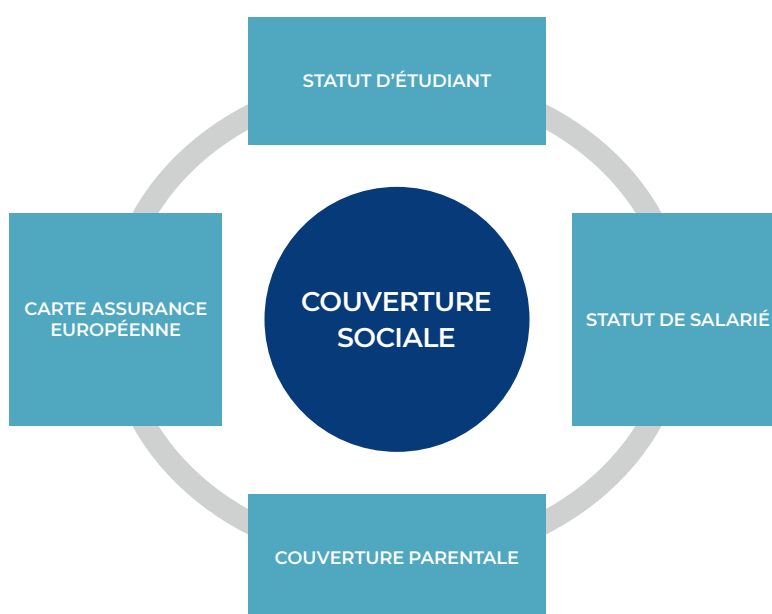 STATUT D’ÉTUDIANT
CARTE ASSURANCE
EUROPÉENNE
COUVERTURE
SOCIALE
STATUT DE SALARIÉ
COUVERTURE PARENTALE